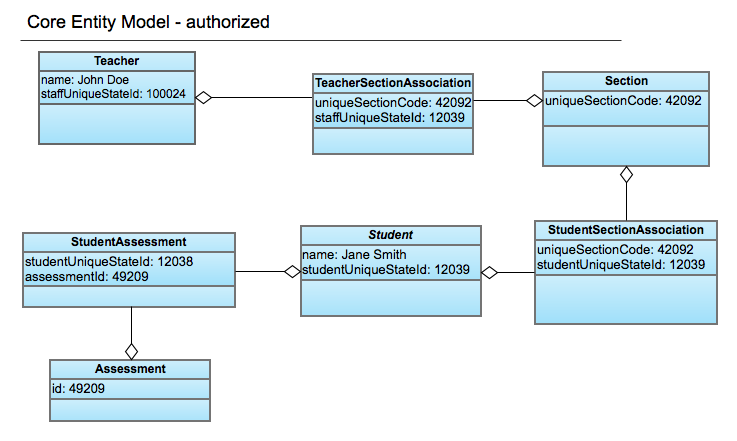 Core Entity Model - authorized
Teacher
name: John Doe
staffUniqueStateId: 100024
TeacherSectionAssociation
uniqueSectionCode: 42092
staffUniqueStateId: 12039
Section
uniqueSectionCode: 42092
StudentAssessment
studentUniqueStateId: 12038
assessmentId: 49209
Student
name: Jane Smith
studentUniqueStateId: 12039
StudentSectionAssociation
uniqueSectionCode: 42092
studentUniqueStateId: 12039
Assessment
id: 49209